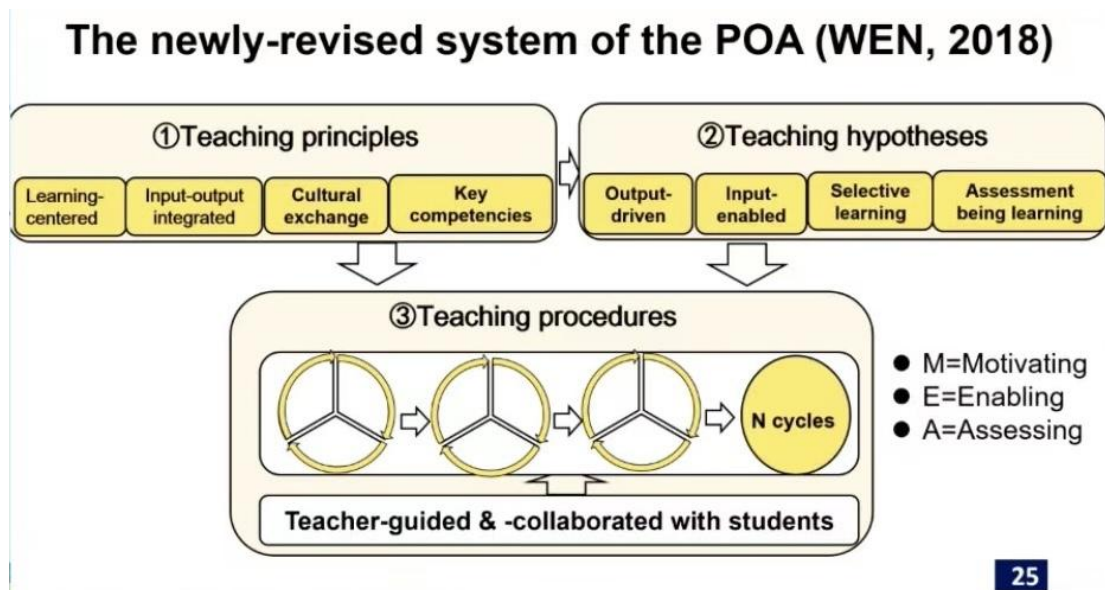 The newly-revised system of the POA (WEN, 2018)
①Teaching principles
Learning-
centered
Input-output
integrated
Cultural
exchange
Key
competencies
②Teaching hypotheses
Output-
driven
Input-
enabled
Selective
learning
Assessment
being learning
③Teaching procedures
N cycles
● M=Motivating
● E=Enabling
● A=Assessing
Teacher-guided & -collaborated with students
25